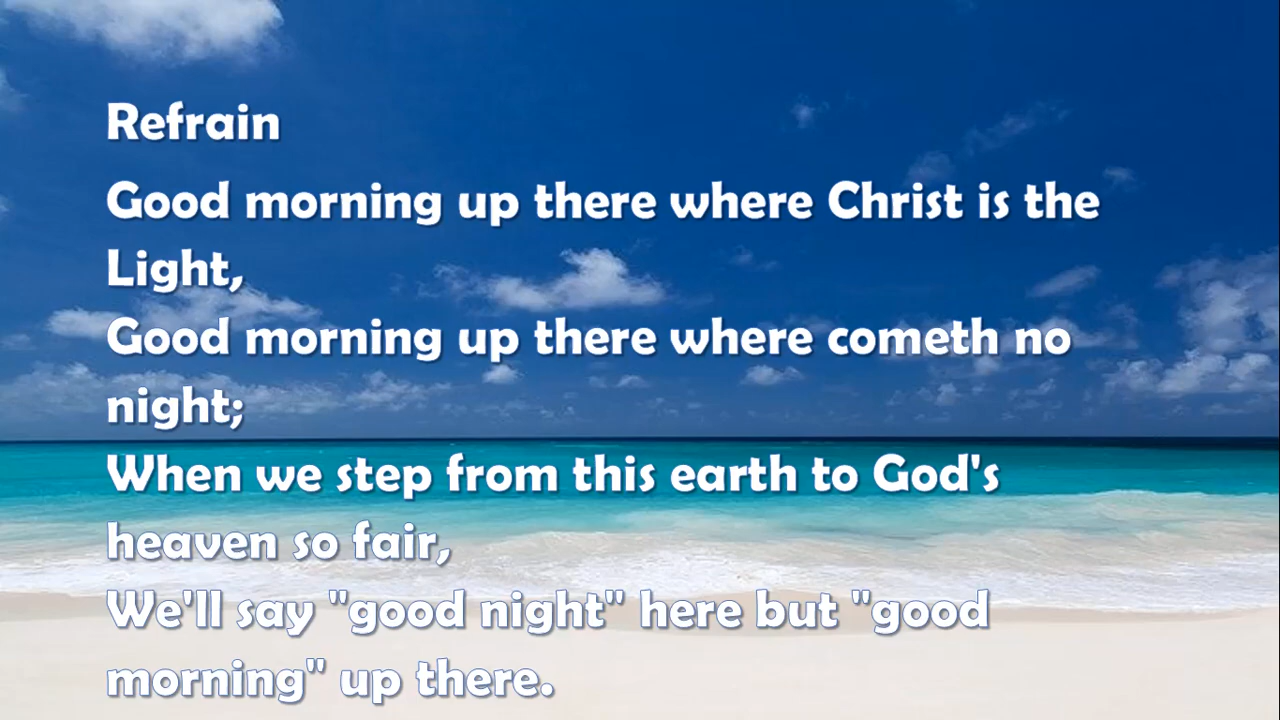 Refrain
Good morning up there where Christ is the
Light,
Good morning up there where cometh no
night;
When we step from this earth to God's
heaven so fair,
We'll say "good night" here but "good
morning" up there.